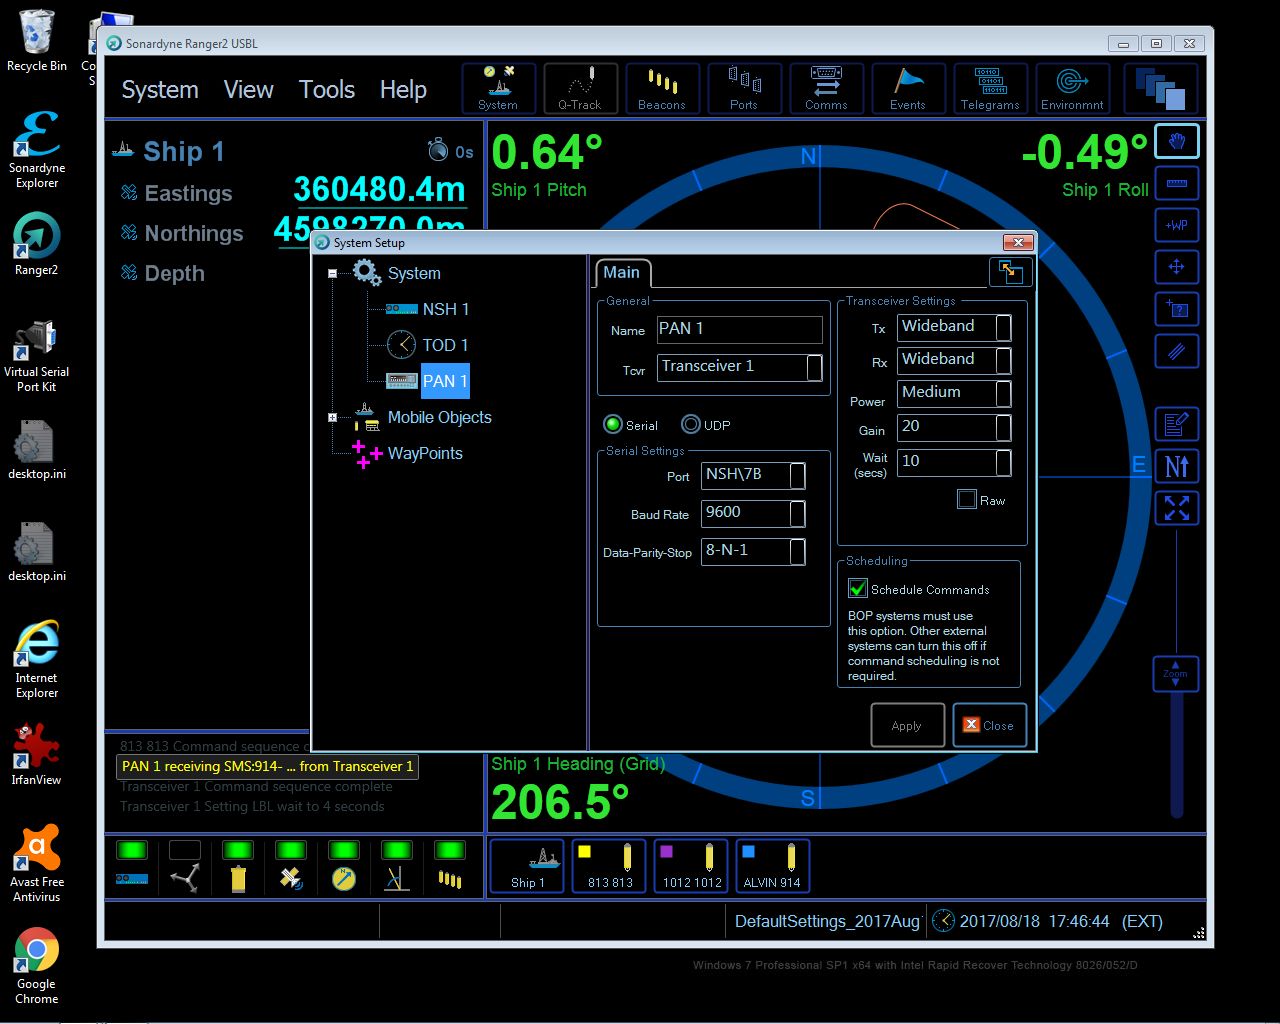 Recycle Bin
Co
S
Sonardyne
Explorer
Ranger2
Virtual Serial
Port Kit
desktop.ini
desktop.ini
Internet
Explorer
IrfanView
Avast Free
Antivirus
Google
Chrome
Sonardyne Ranger2 USBL
System View Tools Help
System Q-Track Beacons Ports Comms Events Telegrams Environmnt
Ship 1 0s
Eastings 360480.4m
Northings 4598270.0m
Depth
0.64°
Ship 1 Pitch
-0.49°
Ship 1 Roll
N
E
S
+WP
+?
N
Zoom
System Setup
System
NSH 1
TOD 1
PAN 1
Mobile Objects
WayPoints
Main
General
Name PAN 1
Tcvr Transceiver 1
Serial UDP
Serial Settings
Port NSH\7B
Baud Rate 9600
Data-Parity-Stop 8-N-1
Transceiver Settings
Tx Wideband
Rx Wideband
Power Medium
Gain 20
Wait
(secs) 10
Raw
Scheduling
Schedule Commands
BOP systems must use
this option. Other external
systems can turn this off if
command scheduling is not
required.
Apply Close
813 813 Command sequence c
PAN 1 receiving SMS:914- ... from Transceiver 1
Transceiver 1 Command sequence complete
Transceiver 1 Setting LBL wait to 4 seconds
Ship 1 Heading (Grid)
206.5°
Ship 1 813 813 1012 1012 ALVIN 914
DefaultSettings_2017Aug 2017/08/18 17:46:44 (EXT)
Windows 7 Professional SP1 x64 with Intel Rapid Recover Technology 8026/052/D